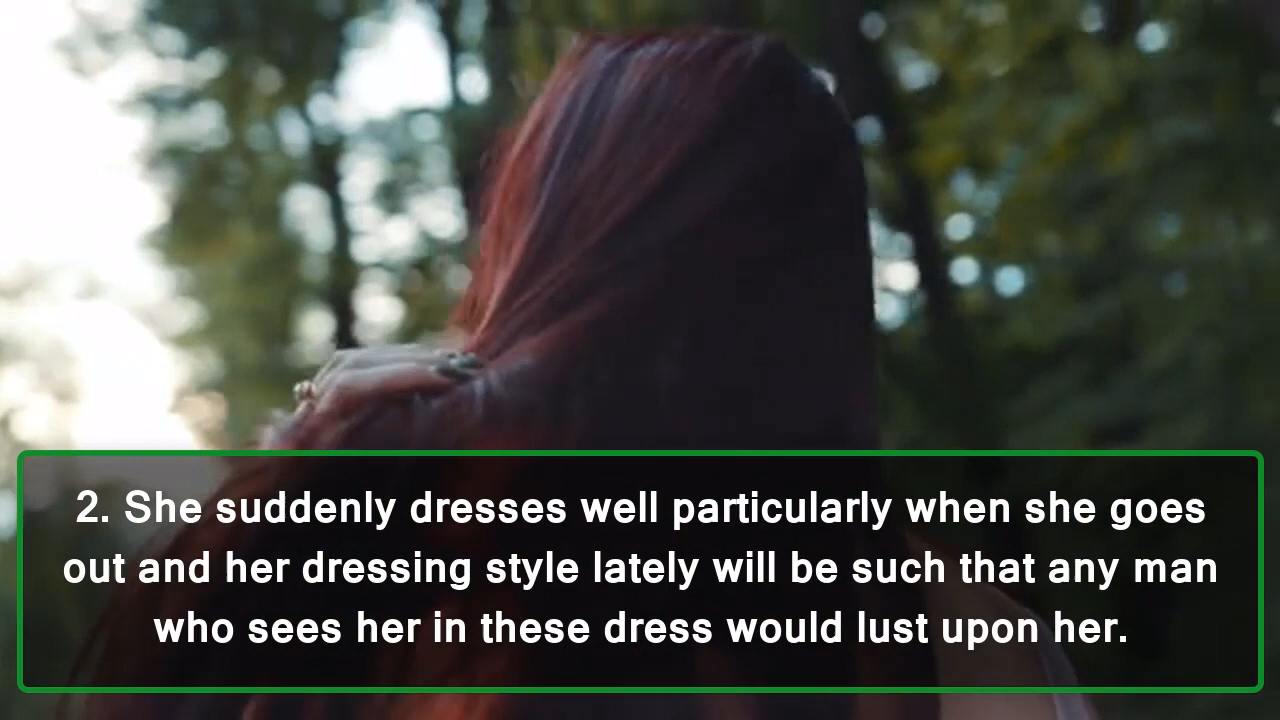 2. She suddenly dresses well particularly when she goes
out and her dressing style lately will be such that any man
who sees her in these dress would lust upon her.